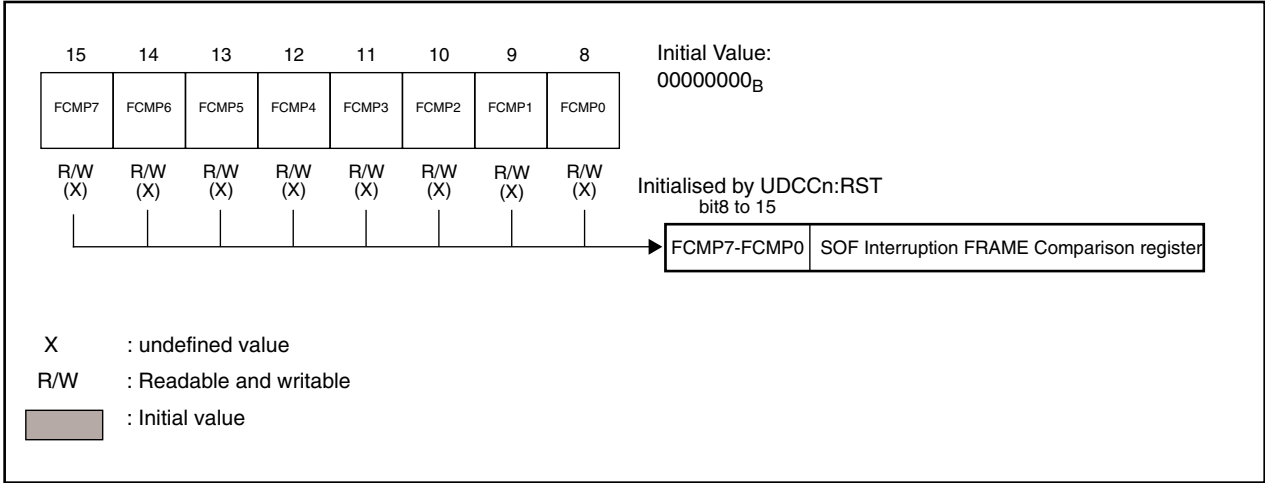 15 14 13 12 11 10 9 8
Initial Value:
00000000B
FCMP7 FCMP6 FCMP5 FCMP4 FCMP3 FCMP2 FCMP1 FCMP0
R/W R/W R/W R/W R/W R/W R/W R/W
(X) (X) (X) (X) (X) (X) (X) (X)
Initialised by UDCCn:RST
bit8 to 15
FCMP7-FCMP0 SOF Interruption FRAME Comparison register
X : undefined value
R/W : Readable and writable
: Initial value